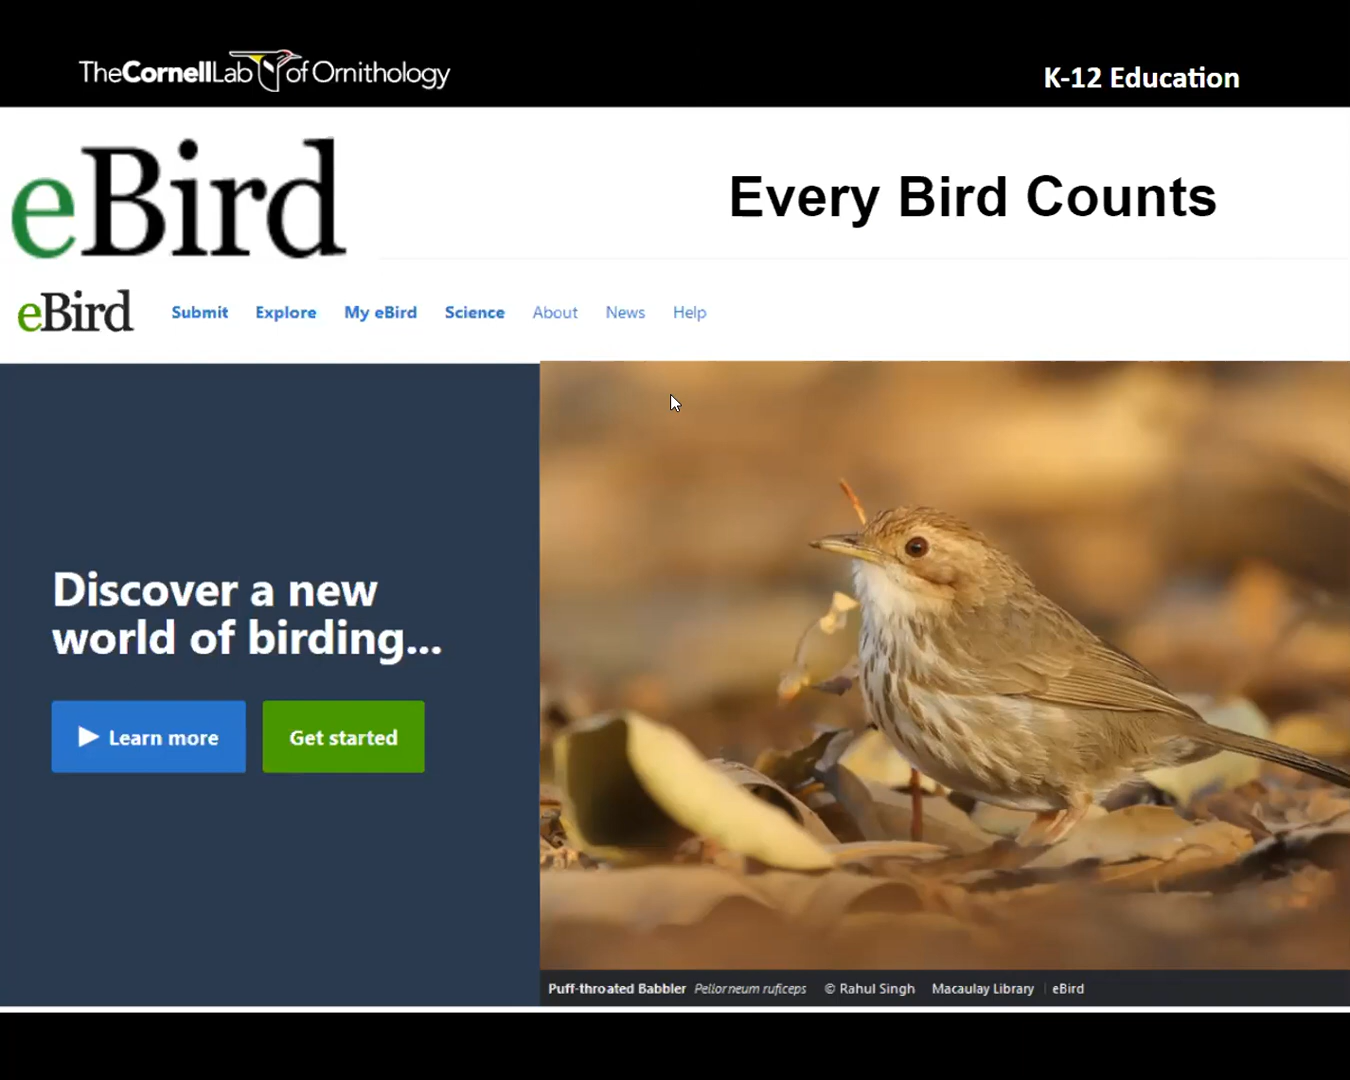 TheCornellLab of Ornithology
K-12 Education
eBird
Every Bird Counts
eBird Submit Explore My eBird Science About News Help
Discover a new
world of birding...
Learn more Get started
Puff-throated Babbler Pellorneum ruficeps © Rahul Singh Macaulay Library eBird